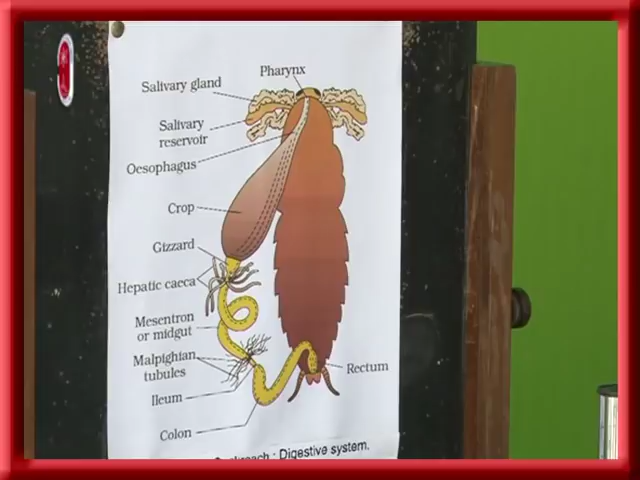 Pharynx
Salivary gland
Salivary
reservoir
Oesophagus
Crop
Gizzard
Hepatic caeca
Mesentron
or midgut
Malpighian
tubules
Ileum
Rectum
Colon
: Digestive system.